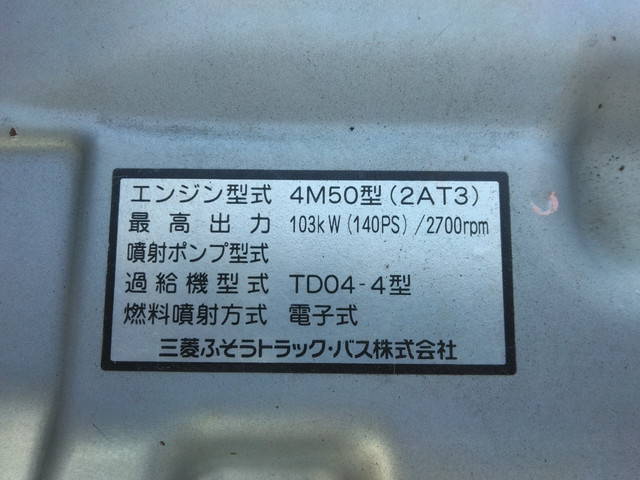 エンジン型式 4M50型(2AT3)
最高出力 103kW(140PS)/2700rpm
噴射ポンプ型式
過給機型式 TD04-4型
燃料噴射方式 電子式
三菱ふそうトラック・バス株式会社